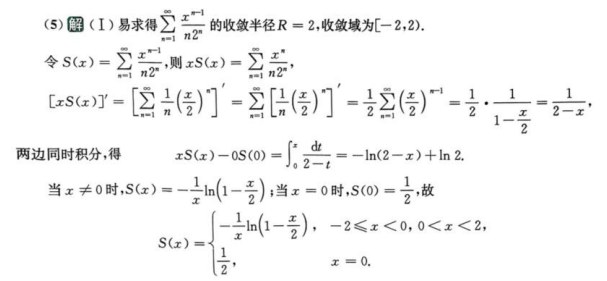 (5) 解 (Ⅰ) 易求得 $\sum_{n=1}^{\infty} \frac{x^{n-1}}{n2^n}$ 的收敛半径 R = 2,收敛域为[-2,2).
令 $S(x) = \sum_{n=1}^{\infty} \frac{x^{n-1}}{n2^n}$,则 $xS(x) = \sum_{n=1}^{\infty} \frac{x^n}{n2^n}$,
$[xS(x)]' = \left[\sum_{n=1}^{\infty} \frac{1}{n}\left(\frac{x}{2}\right)^n\right]' = \sum_{n=1}^{\infty} \left[\frac{1}{n}\left(\frac{x}{2}\right)^n\right]' = \frac{1}{2}\sum_{n=1}^{\infty} \left(\frac{x}{2}\right)^{n-1} = \frac{1}{2} \cdot \frac{1}{1-\frac{x}{2}} = \frac{1}{2-x}$,
两边同时积分,得 $xS(x) - 0S(0) = \int_0^x \frac{dt}{2-t} = -\ln(2-x) + \ln 2$.
当 $x \neq 0$ 时,$S(x) = -\frac{1}{x}\ln\left(1-\frac{x}{2}\right)$;当 $x = 0$ 时,$S(0) = \frac{1}{2}$,故
$S(x) = \begin{cases} -\frac{1}{x}\ln\left(1-\frac{x}{2}\right), & -2 \leqslant x < 0, 0 < x < 2, \\ \frac{1}{2}, & x = 0. \end{cases}$